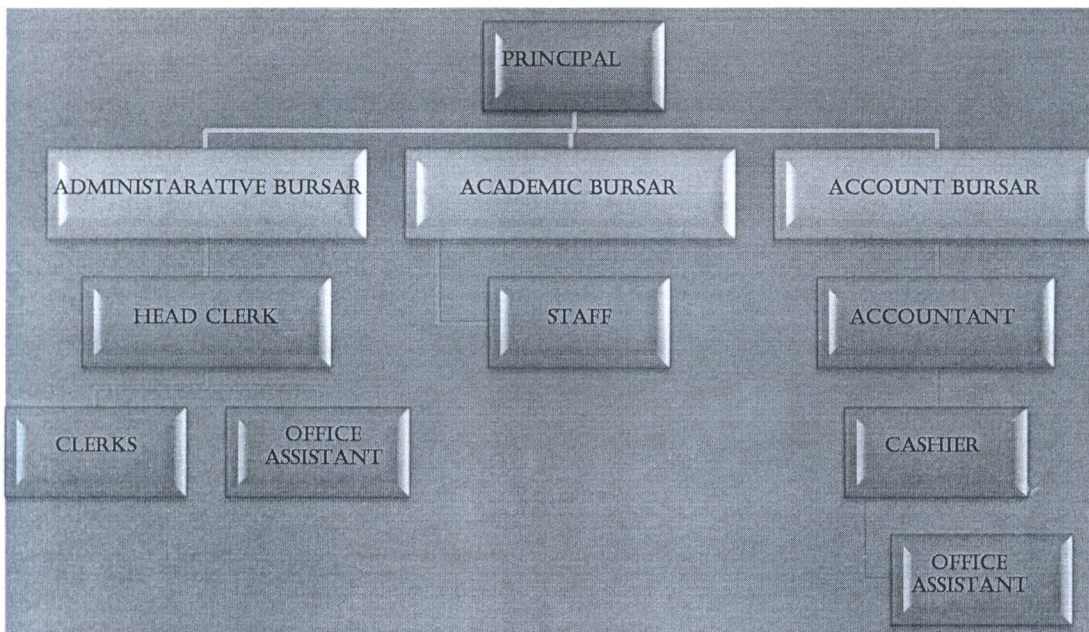 PRINCIPAL
ADMINISTARATIVE BURSAR
ACADEMIC BURSAR
ACCOUNT BURSAR
HEAD CLERK
STAFF
ACCOUNTANT
CLERKS
OFFICE
ASSISTANT
CASHIER
OFFICE
ASSISTANT